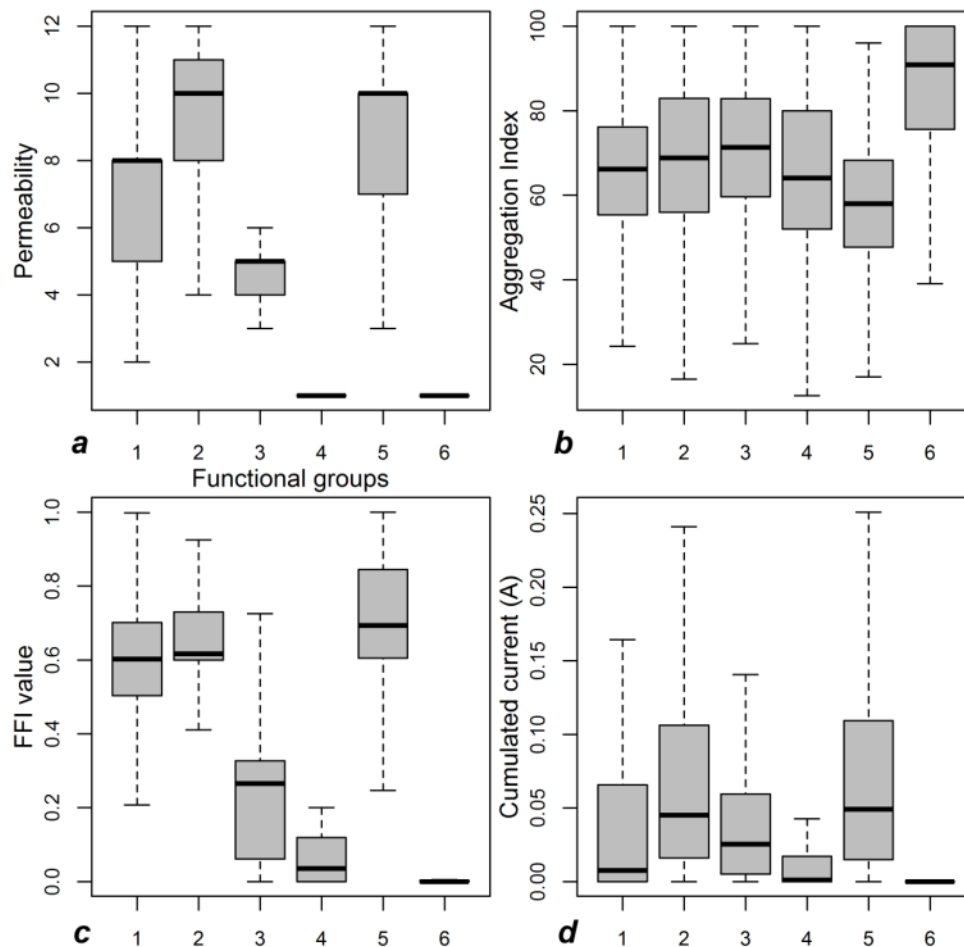 Permeability
12
10
8
6
4
2
1 2 3 4 5 6
a
Functional groups
Aggregation Index
100
80
60
40
20
1 2 3 4 5 6
b
FFI value
1.0
0.8
0.6
0.4
0.2
0.0
1 2 3 4 5 6
c
Cumulated current (A)
0.25
0.20
0.15
0.10
0.05
0.00
1 2 3 4 5 6
d